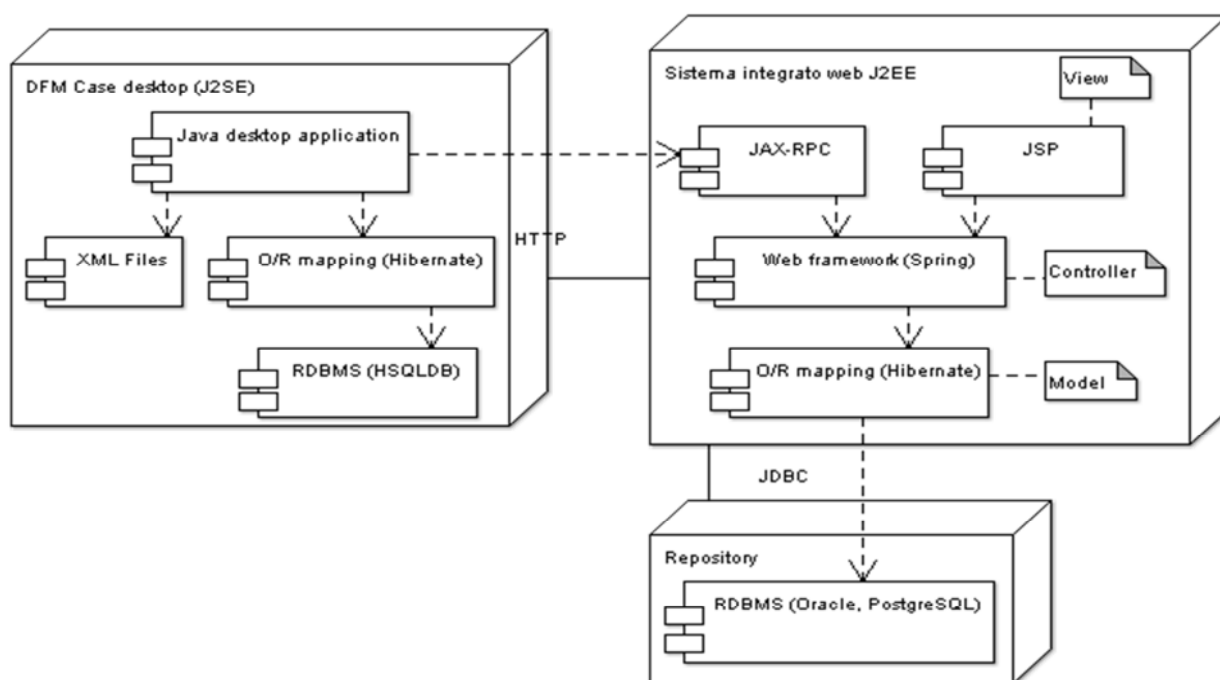 DFM Case desktop (J2SE)
Java desktop application
XML Files
O/R mapping (Hibernate)
RDBMS (HSQLDB)
HTTP
Sistema integrato web J2EE
View
JAX-RPC
JSP
Web framework (Spring)
Controller
O/R mapping (Hibernate)
Model
JDBC
Repository
RDBMS (Oracle, PostgreSQL)